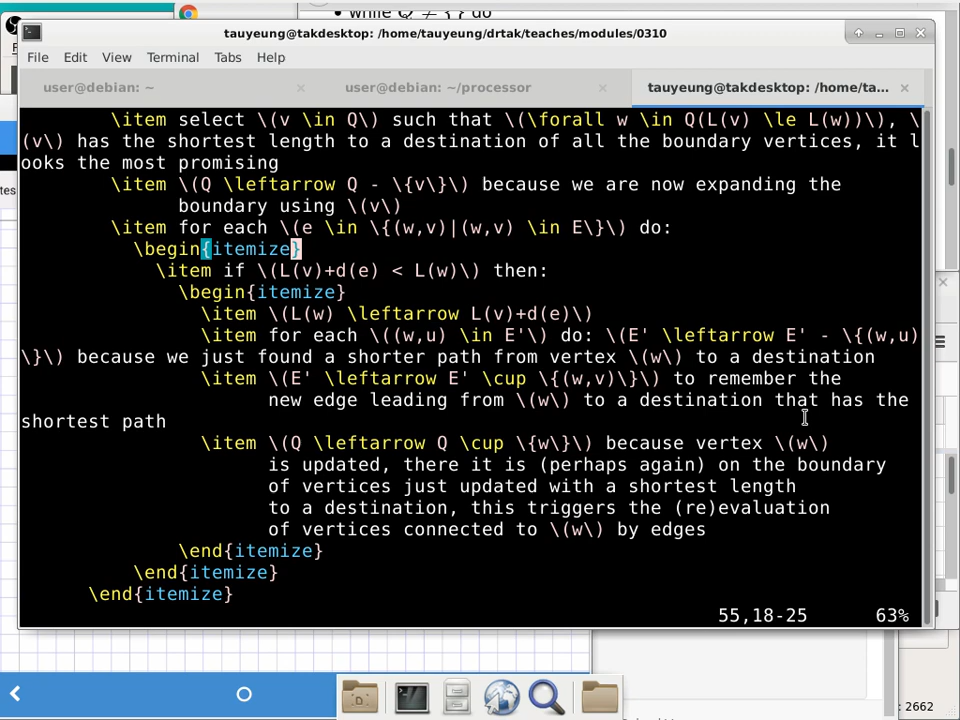 • while Q ≠ { } do
tauyeung@takdesktop: /home/tauyeung/drtak/teaches/modules/0310
File Edit View Terminal Tabs Help
user@debian: ~ user@debian: ~/processor tauyeung@takdesktop: /home/ta...
\item select \(v \in Q\) such that \(\forall w \in Q(L(v) \le L(w))\), \
(v\) has the shortest length to a destination of all the boundary vertices, it l
ooks the most promising
\item \(Q \leftarrow Q - \{v\}\) because we are now expanding the
boundary using \(v\)
\item for each \(e \in \{(w,v)|(w,v) \in E\}\) do:
\begin{itemize}
\item if \(L(v)+d(e) < L(w)\) then:
\begin{itemize}
\item \(L(w) \leftarrow L(v)+d(e)\)
\item for each \((w,u) \in E'\) do: \(E' \leftarrow E' - \{(w,u)
\}\) because we just found a shorter path from vertex \(w\) to a destination
\item \(E' \leftarrow E' \cup \{(w,v)\}\) to remember the
new edge leading from \(w\) to a destination that has the
shortest path
\item \(Q \leftarrow Q \cup \{w\}\) because vertex \(w\)
is updated, there it is (perhaps again) on the boundary
of vertices just updated with a shortest length
to a destination, this triggers the (re)evaluation
of vertices connected to \(w\) by edges
\end{itemize}
\end{itemize}
\end{itemize}
55,18-25 63%
: 2662